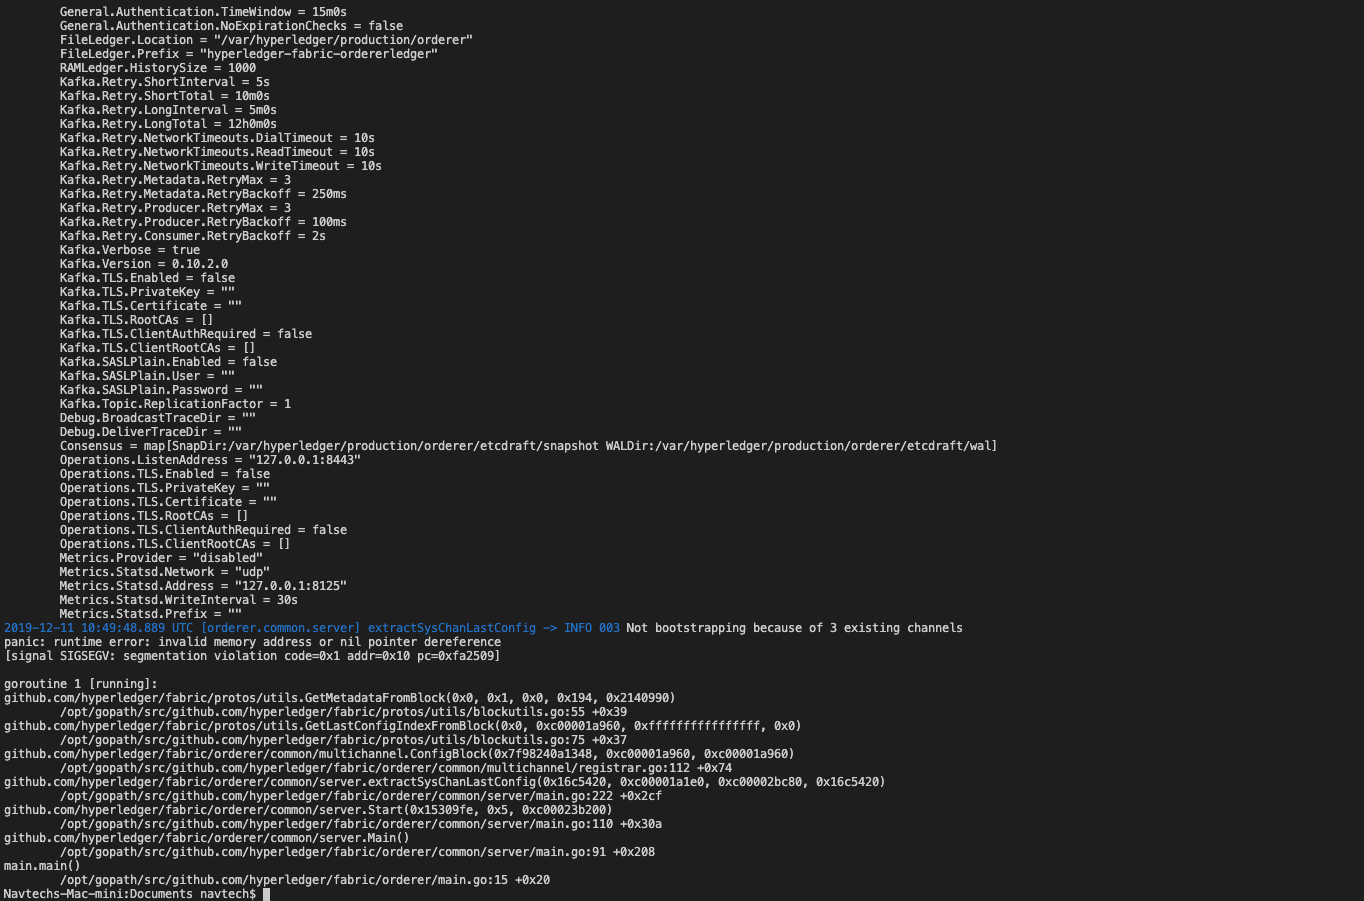 General.Authentication.TimeWindow = 15m0s
General.Authentication.NoExpirationChecks = false
FileLedger.Location = "/var/hyperledger/production/orderer"
FileLedger.Prefix = "hyperledger-fabric-ordererledger"
RAMLedger.HistorySize = 1000
Kafka.Retry.ShortInterval = 5s
Kafka.Retry.ShortTotal = 10m0s
Kafka.Retry.LongInterval = 5m0s
Kafka.Retry.LongTotal = 12h0m0s
Kafka.Retry.NetworkTimeouts.DialTimeout = 10s
Kafka.Retry.NetworkTimeouts.ReadTimeout = 10s
Kafka.Retry.NetworkTimeouts.WriteTimeout = 10s
Kafka.Retry.Metadata.RetryMax = 3
Kafka.Retry.Metadata.RetryBackoff = 250ms
Kafka.Retry.Producer.RetryMax = 3
Kafka.Retry.Producer.RetryBackoff = 100ms
Kafka.Retry.Consumer.RetryBackoff = 2s
Kafka.Verbose = true
Kafka.Version = 0.10.2.0
Kafka.TLS.Enabled = false
Kafka.TLS.PrivateKey = ""
Kafka.TLS.Certificate = ""
Kafka.TLS.RootCAs = []
Kafka.TLS.ClientAuthRequired = false
Kafka.TLS.ClientRootCAs = []
Kafka.SASLPlain.Enabled = false
Kafka.SASLPlain.User = ""
Kafka.SASLPlain.Password = ""
Kafka.Topic.ReplicationFactor = 1
Debug.BroadcastTraceDir = ""
Debug.DeliverTraceDir = ""
Consensus = map[SnapDir:/var/hyperledger/production/orderer/etcdraft/snapshot WALDir:/var/hyperledger/production/orderer/etcdraft/wal]
Operations.ListenAddress = "127.0.0.1:8443"
Operations.TLS.Enabled = false
Operations.TLS.PrivateKey = ""
Operations.TLS.Certificate = ""
Operations.TLS.RootCAs = []
Operations.TLS.ClientAuthRequired = false
Operations.TLS.ClientRootCAs = []
Metrics.Provider = "disabled"
Metrics.Statsd.Network = "udp"
Metrics.Statsd.Address = "127.0.0.1:8125"
Metrics.Statsd.WriteInterval = 30s
Metrics.Statsd.Prefix = ""
2019-12-11 10:49:48.889 UTC [orderer.common.server] extractSysChanLastConfig -> INFO 003 Not bootstrapping because of 3 existing channels
panic: runtime error: invalid memory address or nil pointer dereference
[signal SIGSEGV: segmentation violation code=0x1 addr=0x10 pc=0xfa2509]
goroutine 1 [running]:
github.com/hyperledger/fabric/protos/utils.GetMetadataFromBlock(0x0, 0x1, 0x0, 0x194, 0x2140990)
/opt/gopath/src/github.com/hyperledger/fabric/protos/utils/blockutils.go:55 +0x39
github.com/hyperledger/fabric/protos/utils.GetLastConfigIndexFromBlock(0x0, 0xc00001a960, 0xffffffffffffffff, 0x0)
/opt/gopath/src/github.com/hyperledger/fabric/protos/utils/blockutils.go:75 +0x37
github.com/hyperledger/fabric/orderer/common/multichannel.ConfigBlock(0x7f98240a1348, 0xc00001a960, 0xc00001a960)
/opt/gopath/src/github.com/hyperledger/fabric/orderer/common/multichannel/registrar.go:112 +0x74
github.com/hyperledger/fabric/orderer/common/server.extractSysChanLastConfig(0x16c5420, 0xc00001a1e0, 0xc00002bc80, 0x16c5420)
/opt/gopath/src/github.com/hyperledger/fabric/orderer/common/server/main.go:222 +0x2cf
github.com/hyperledger/fabric/orderer/common/server.Start(0x15309fe, 0x5, 0xc00023b200)
/opt/gopath/src/github.com/hyperledger/fabric/orderer/common/server/main.go:110 +0x30a
github.com/hyperledger/fabric/orderer/common/server.Main()
/opt/gopath/src/github.com/hyperledger/fabric/orderer/common/server/main.go:91 +0x208
main.main()
/opt/gopath/src/github.com/hyperledger/fabric/orderer/main.go:15 +0x20
Navtechs-Mac-mini:Documents navtech$